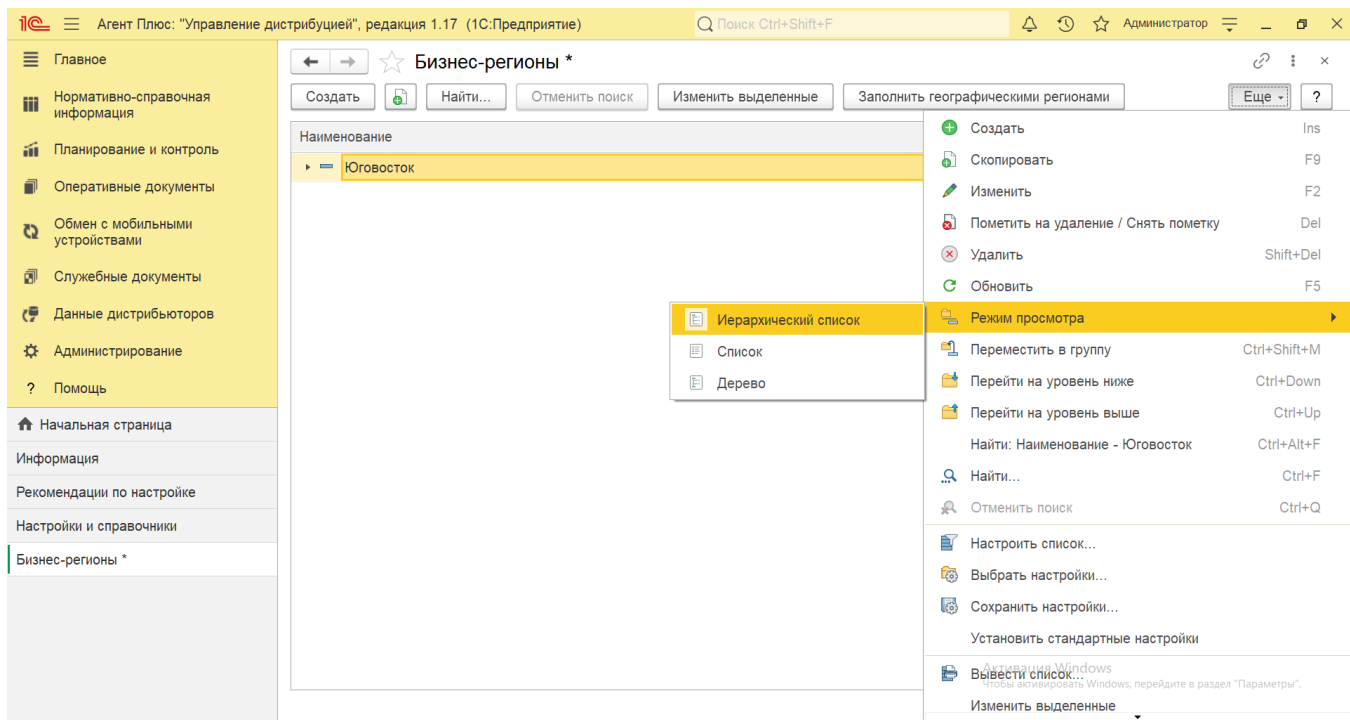 Агент Плюс: "Управление дистрибуцией", редакция 1.17 (1С:Предприятие)
Поиск Ctrl+Shift+F
Администратор
Главное
Нормативно-справочная
информация
Планирование и контроль
Оперативные документы
Обмен с мобильными
устройствами
Служебные документы
Данные дистрибьюторов
Администрирование
? Помощь
Начальная страница
Информация
Рекомендации по настройке
Настройки и справочники
Бизнес-регионы *
Бизнес-регионы *
Создать Найти... Отменить поиск Изменить выделенные Заполнить географическими регионами Еще ?
Наименование
Юговосток
Иерархический список
Список
Дерево
Создать Ins
Скопировать F9
Изменить F2
Пометить на удаление / Снять пометку Del
Удалить Shift+Del
Обновить F5
Режим просмотра
Переместить в группу Ctrl+Shift+M
Перейти на уровень ниже Ctrl+Down
Перейти на уровень выше Ctrl+Up
Найти: Наименование - Юговосток Ctrl+Alt+F
Найти... Ctrl+F
Отменить поиск Ctrl+Q
Настроить список...
Выбрать настройки...
Сохранить настройки...
Установить стандартные настройки
Активация Windows
Вывести список...
Чтобы активировать Windows, перейдите в раздел "Параметры".
Изменить выделенные